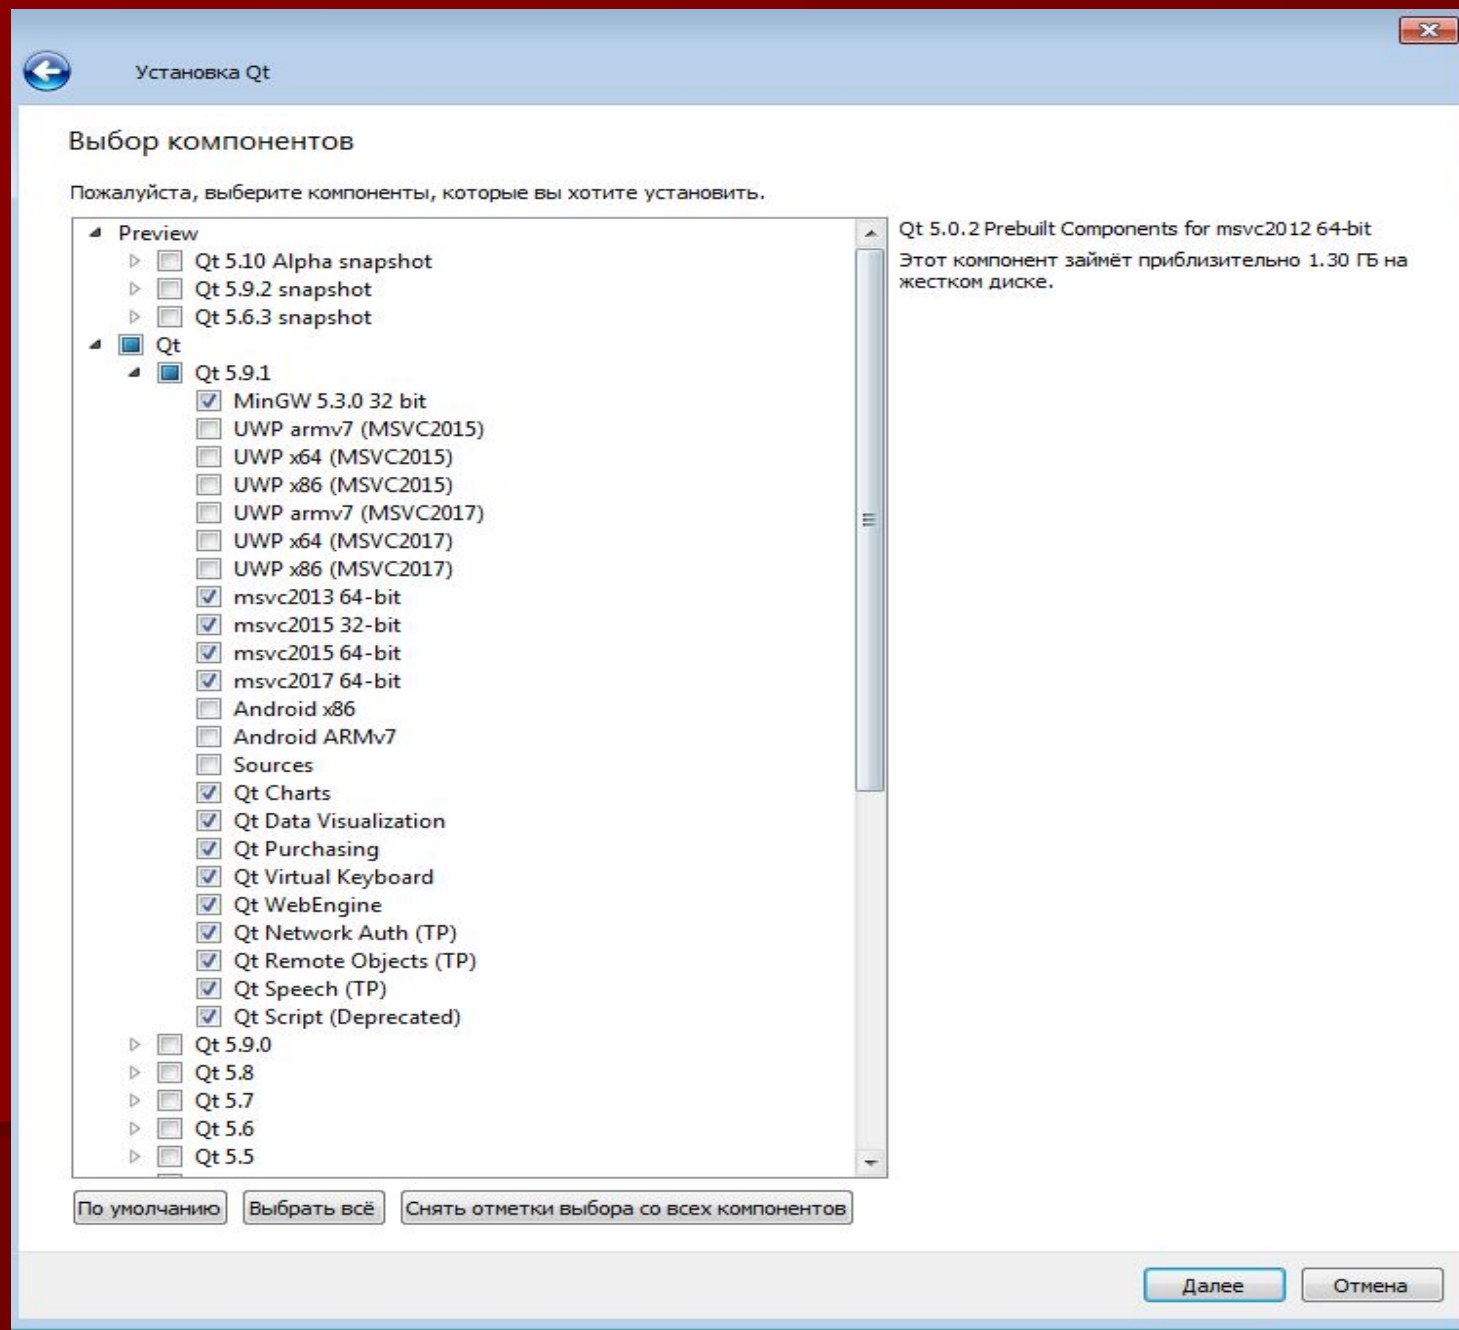 Установка Qt
Выбор компонентов
Пожалуйста, выберите компоненты, которые вы хотите установить.
Preview
Qt 5.10 Alpha snapshot
Qt 5.9.2 snapshot
Qt 5.6.3 snapshot
Qt
Qt 5.9.1
MinGW 5.3.0 32 bit
UWP armv7 (MSVC2015)
UWP x64 (MSVC2015)
UWP x86 (MSVC2015)
UWP armv7 (MSVC2017)
UWP x64 (MSVC2017)
UWP x86 (MSVC2017)
msvc2013 64-bit
msvc2015 32-bit
msvc2015 64-bit
msvc2017 64-bit
Android x86
Android ARMv7
Sources
Qt Charts
Qt Data Visualization
Qt Purchasing
Qt Virtual Keyboard
Qt WebEngine
Qt Network Auth (TP)
Qt Remote Objects (TP)
Qt Speech (TP)
Qt Script (Deprecated)
Qt 5.9.0
Qt 5.8
Qt 5.7
Qt 5.6
Qt 5.5
Qt 5.0.2 Prebuilt Components for msvc2012 64-bit
Этот компонент займёт приблизительно 1.30 ГБ на
жестком диске.
По умолчанию
Выбрать всё
Снять отметки выбора со всех компонентов
Далее
Отмена